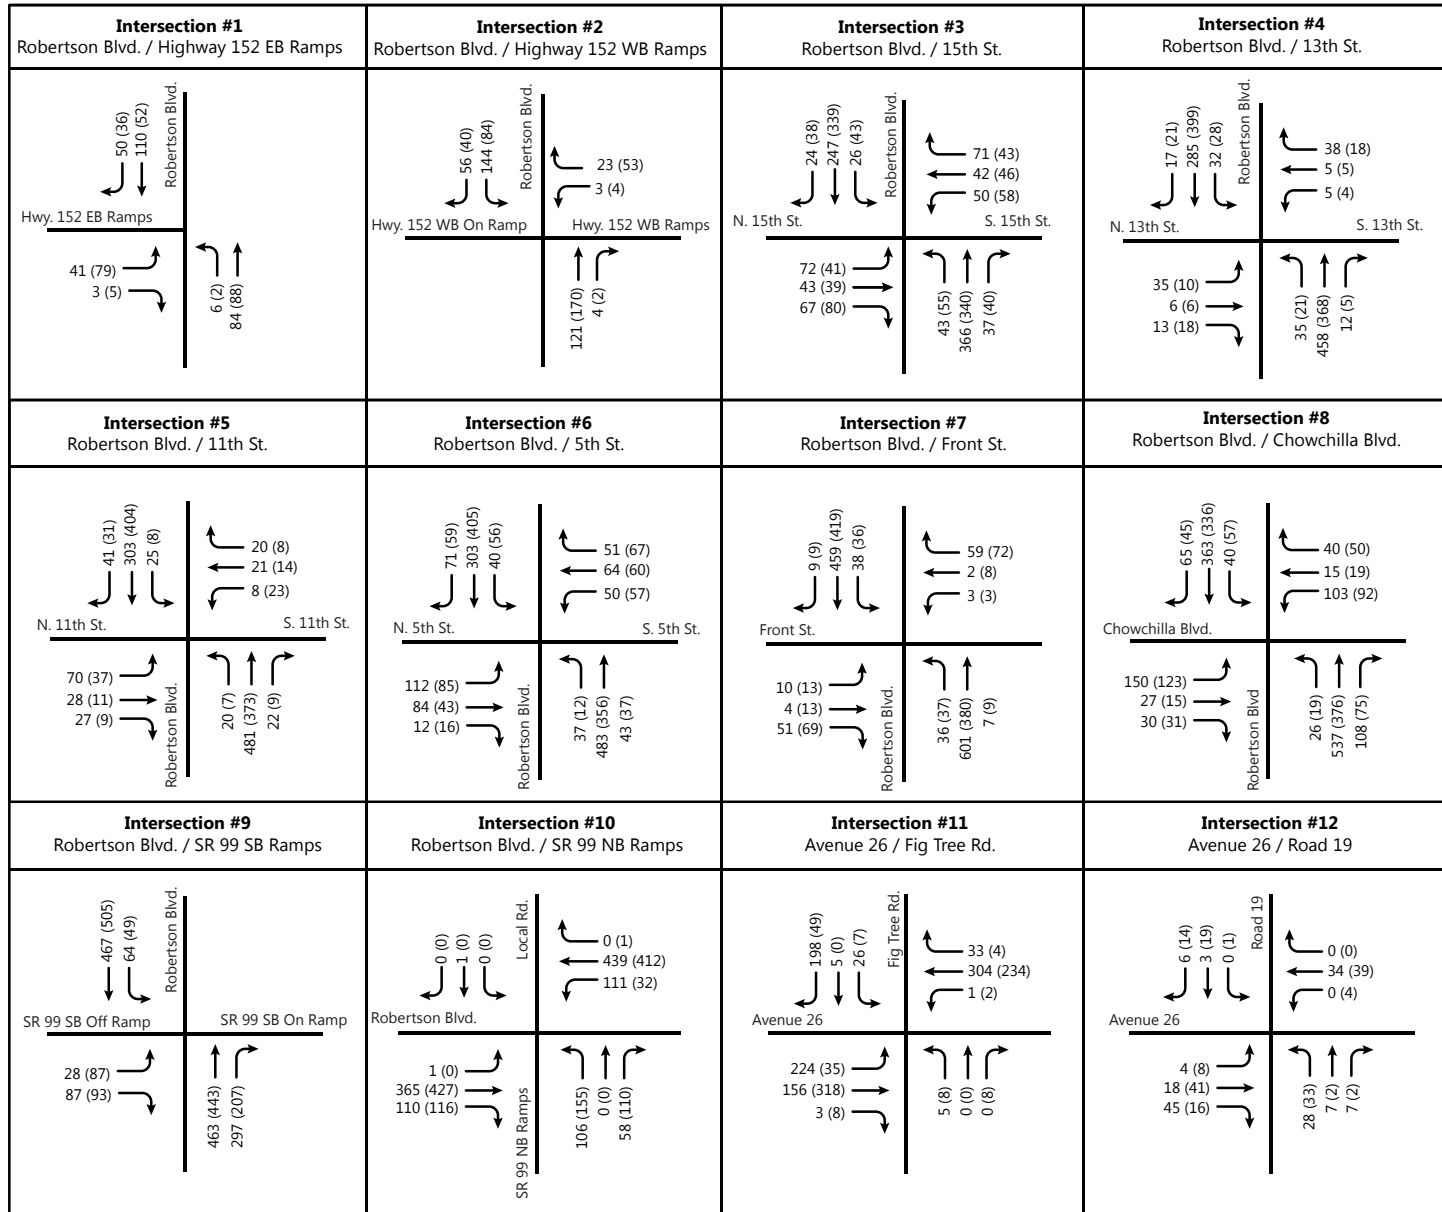 Intersection #1
Robertson Blvd. / Highway 152 EB Ramps
50 (36)
110 (52)
Robertson Blvd.
Hwy. 152 EB Ramps
41 (79)
3 (5)
6 (2)
84 (88)
Intersection #2
Robertson Blvd. / Highway 152 WB Ramps
56 (40)
144 (84)
Robertson Blvd.
23 (53)
3 (4)
Hwy. 152 WB On Ramp
Hwy. 152 WB Ramps
121 (170)
4 (2)
Intersection #3
Robertson Blvd. / 15th St.
24 (38)
247 (339)
26 (43)
Robertson Blvd.
71 (43)
42 (46)
50 (58)
N. 15th St.
S. 15th St.
72 (41)
43 (39)
67 (80)
43 (55)
366 (340)
37 (40)
Intersection #4
Robertson Blvd. / 13th St.
17 (21)
285 (399)
32 (28)
Robertson Blvd.
38 (18)
5 (5)
5 (4)
N. 13th St.
S. 13th St.
35 (10)
6 (6)
13 (18)
35 (21)
458 (368)
12 (5)
Intersection #5
Robertson Blvd. / 11th St.
41 (31)
303 (404)
25 (8)
20 (8)
21 (14)
8 (23)
N. 11th St.
S. 11th St.
70 (37)
28 (11)
27 (9)
Robertson Blvd.
20 (7)
481 (373)
22 (9)
Intersection #6
Robertson Blvd. / 5th St.
71 (59)
303 (405)
40 (56)
51 (67)
64 (60)
50 (57)
N. 5th St.
S. 5th St.
112 (85)
84 (43)
12 (16)
37 (12)
483 (356)
43 (37)
Intersection #7
Robertson Blvd. / Front St.
9 (9)
459 (419)
38 (36)
59 (72)
2 (8)
3 (3)
Front St.
10 (13)
4 (13)
51 (69)
Robertson Blvd.
36 (37)
601 (380)
7 (9)
Intersection #8
Robertson Blvd. / Chowchilla Blvd.
65 (45)
363 (336)
40 (57)
40 (50)
15 (19)
103 (92)
Chowchilla Blvd.
150 (123)
27 (15)
30 (31)
Robertson Blvd
26 (19)
537 (376)
108 (75)
Intersection #9
Robertson Blvd. / SR 99 SB Ramps
467 (505)
64 (49)
Robertson Blvd.
SR 99 SB Off Ramp
SR 99 SB On Ramp
28 (87)
87 (93)
463 (443)
297 (207)
Intersection #10
Robertson Blvd. / SR 99 NB Ramps
0 (0)
1 (0)
0 (0)
Local Rd.
0 (1)
439 (412)
111 (32)
Robertson Blvd.
1 (0)
365 (427)
110 (116)
SR 99 NB Ramps
106 (155)
0 (0)
58 (110)
Intersection #11
Avenue 26 / Fig Tree Rd.
198 (49)
5 (0)
26 (7)
Fig Tree Rd.
33 (4)
304 (234)
1 (2)
Avenue 26
224 (35)
156 (318)
3 (8)
5 (8)
0 (0)
0 (8)
Intersection #12
Avenue 26 / Road 19
6 (14)
3 (19)
0 (1)
Road 19
0 (0)
34 (39)
0 (4)
Avenue 26
4 (8)
18 (41)
45 (16)
28 (33)
7 (2)
7 (2)